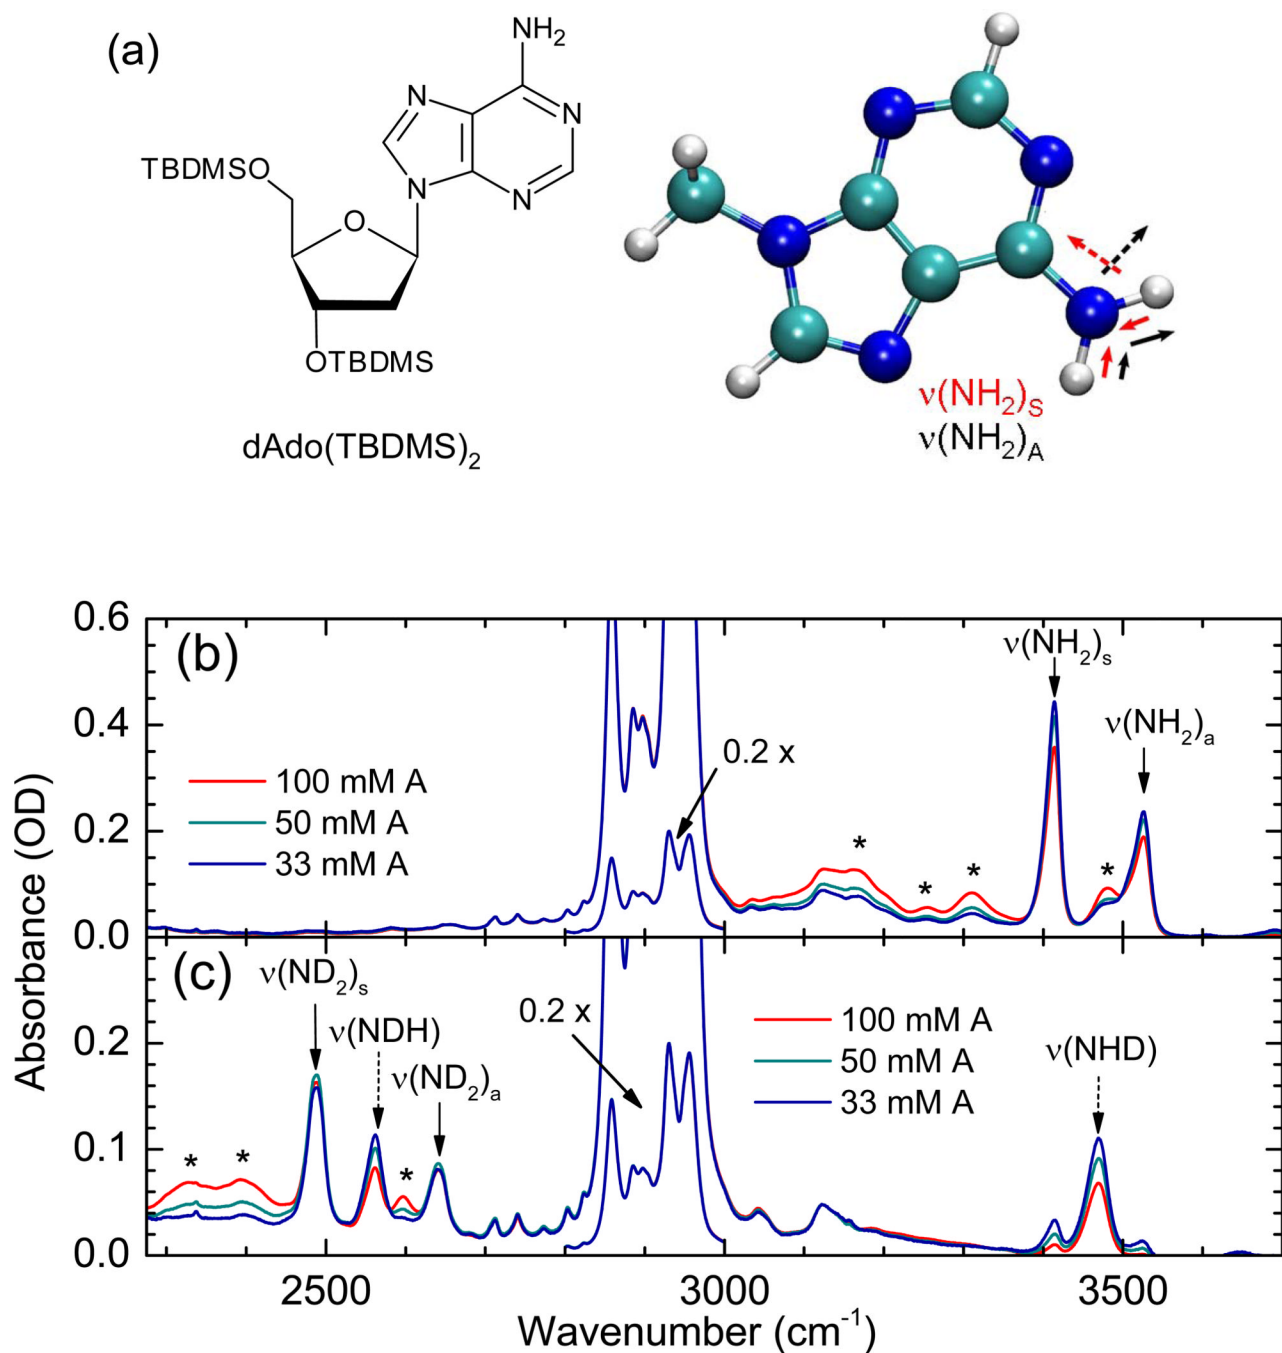 (a)
NH₂
N
N
N
N
TBDMSO
O
OTBDMS
dAdo(TBDMS)₂
ν(NH₂)S
ν(NH₂)A
Absorbance (OD)
0.6
0.4
0.2
0.0
(b)
100 mM A
50 mM A
33 mM A
0.2 x
*
*
*
*
ν(NH₂)s
ν(NH₂)a
0.2
0.1
0.0
(c)
ν(ND₂)s
ν(NDH)
ν(ND₂)a
*
*
*
0.2 x
100 mM A
50 mM A
33 mM A
ν(NHD)
2500
3000
3500
Wavenumber (cm⁻¹)